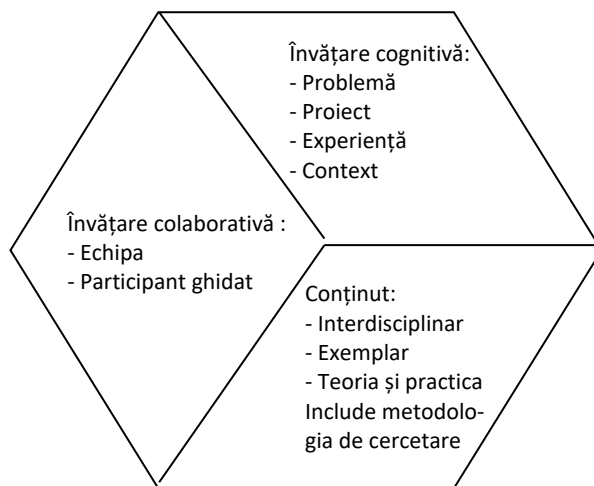 Învățare cognitivă:
- Problemă
- Proiect
- Experiență
- Context
Învățare colaborativă :
- Echipa
- Participant ghidat
Conținut:
- Interdisciplinar
- Exemplar
- Teoria și practica
Include metodolo-
gia de cercetare